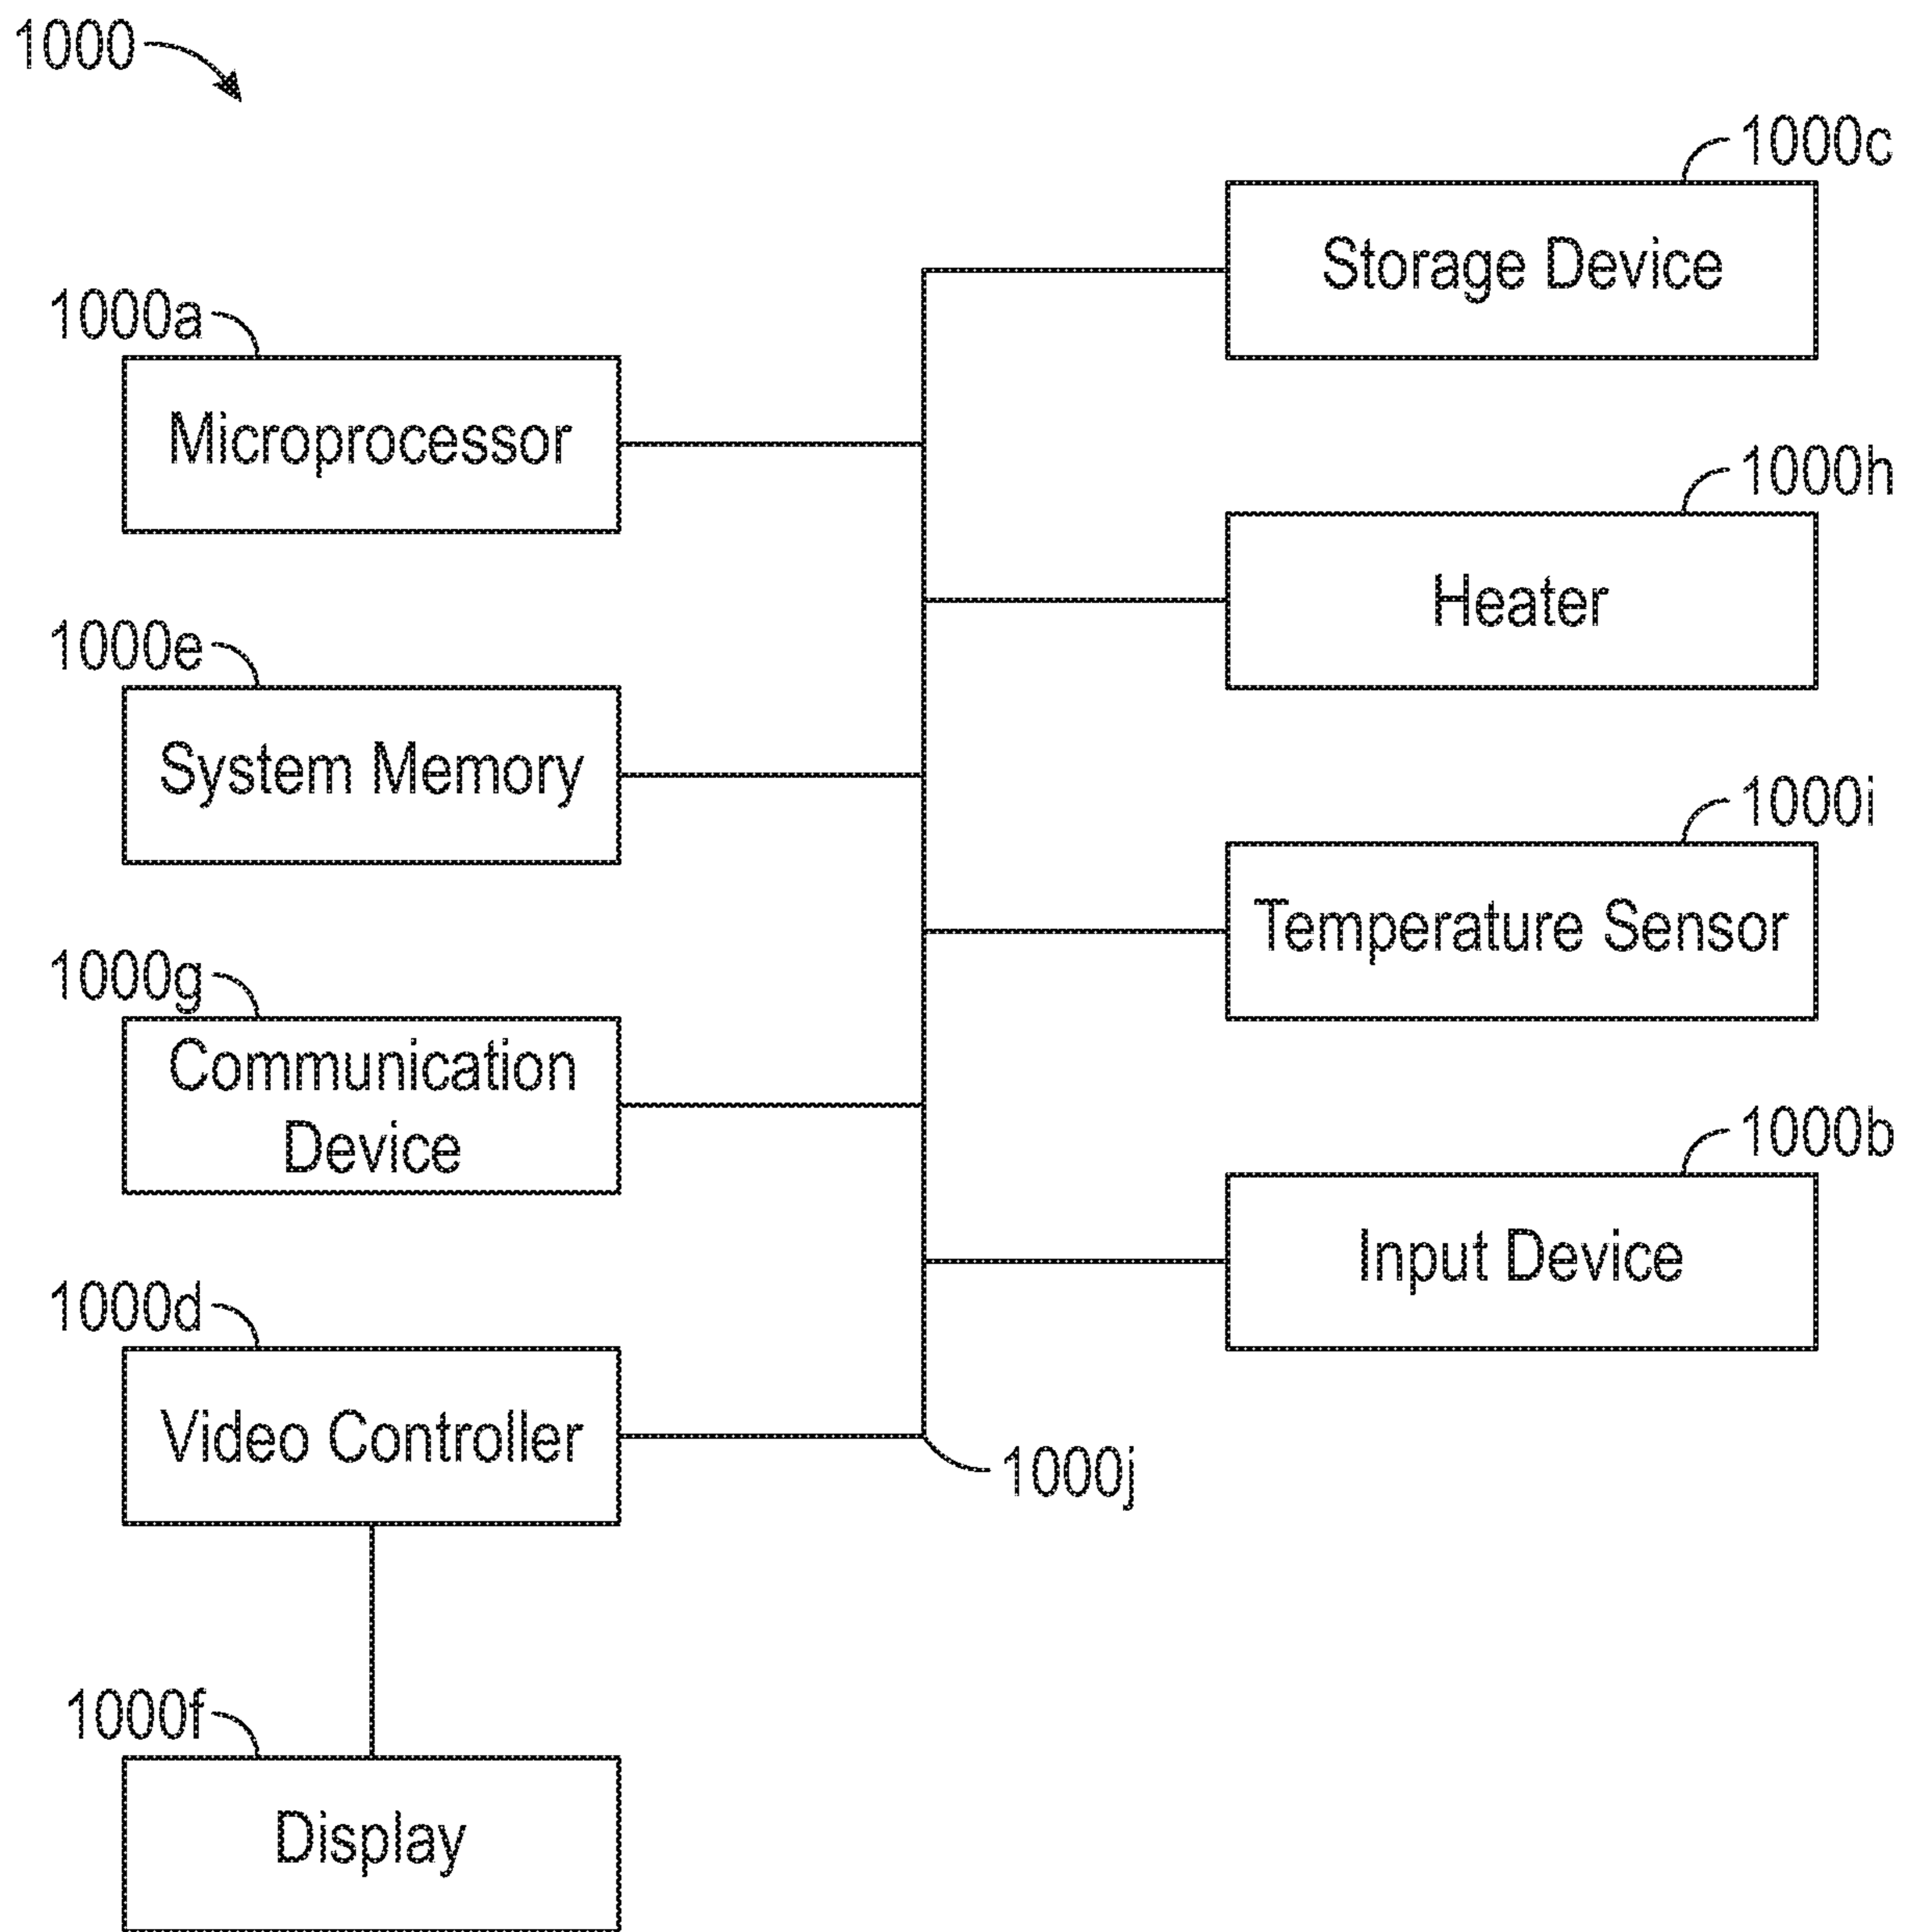 1000
1000c
Storage Device
1000a
Microprocessor
1000h
Heater
1000e
System Memory
1000i
Temperature Sensor
1000g
Communication
Device
1000b
Input Device
1000d
Video Controller
1000j
1000f
Display